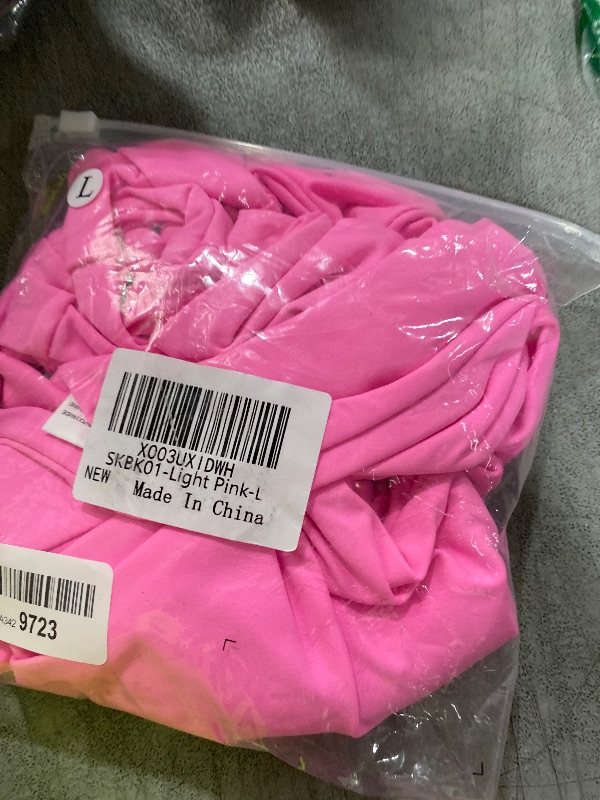 L
X003UXIDWH
SKBK01-Light Pink-L
NEW
Made In China
9723